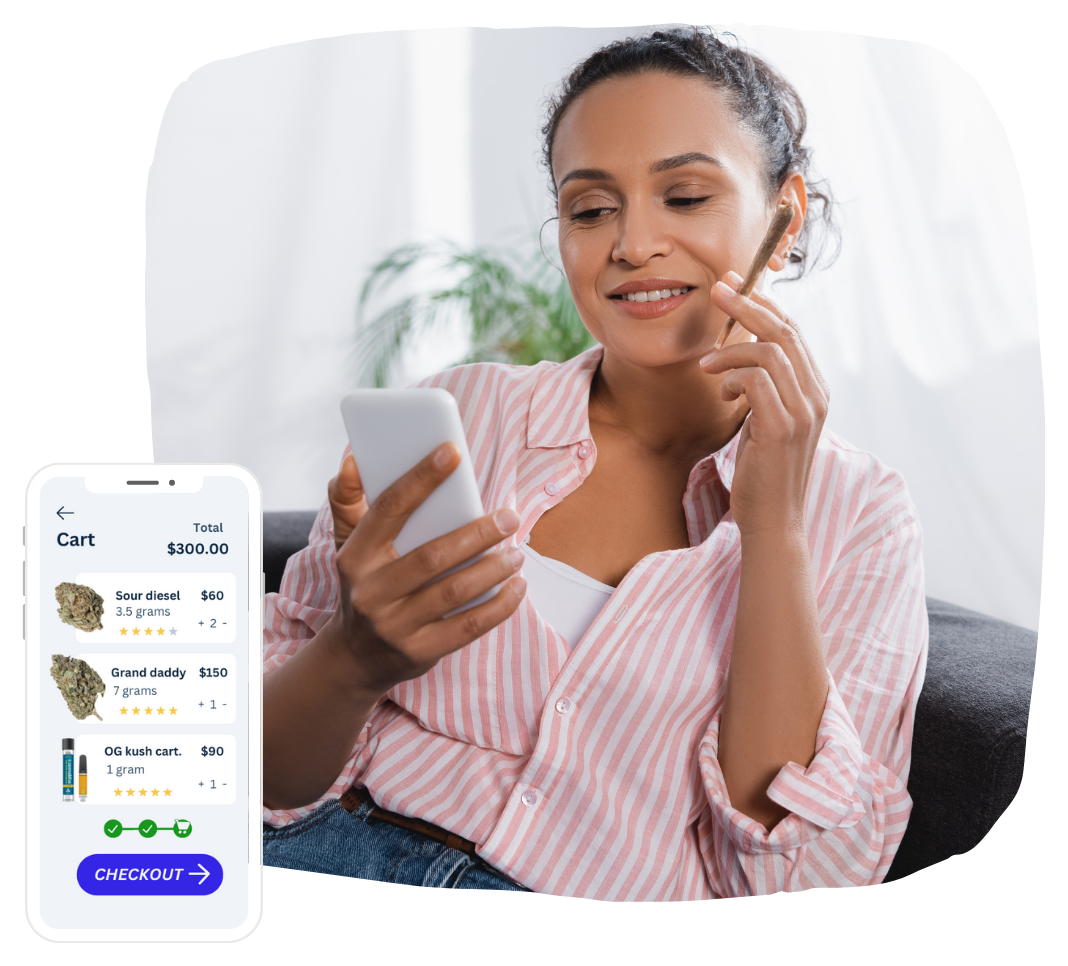 Cart
Total
$300.00
Sour diesel $60
3.5 grams
+ 2 -
Grand daddy $150
7 grams
+ 1 -
OG kush cart. $90
1 gram
+ 1 -
CHECKOUT